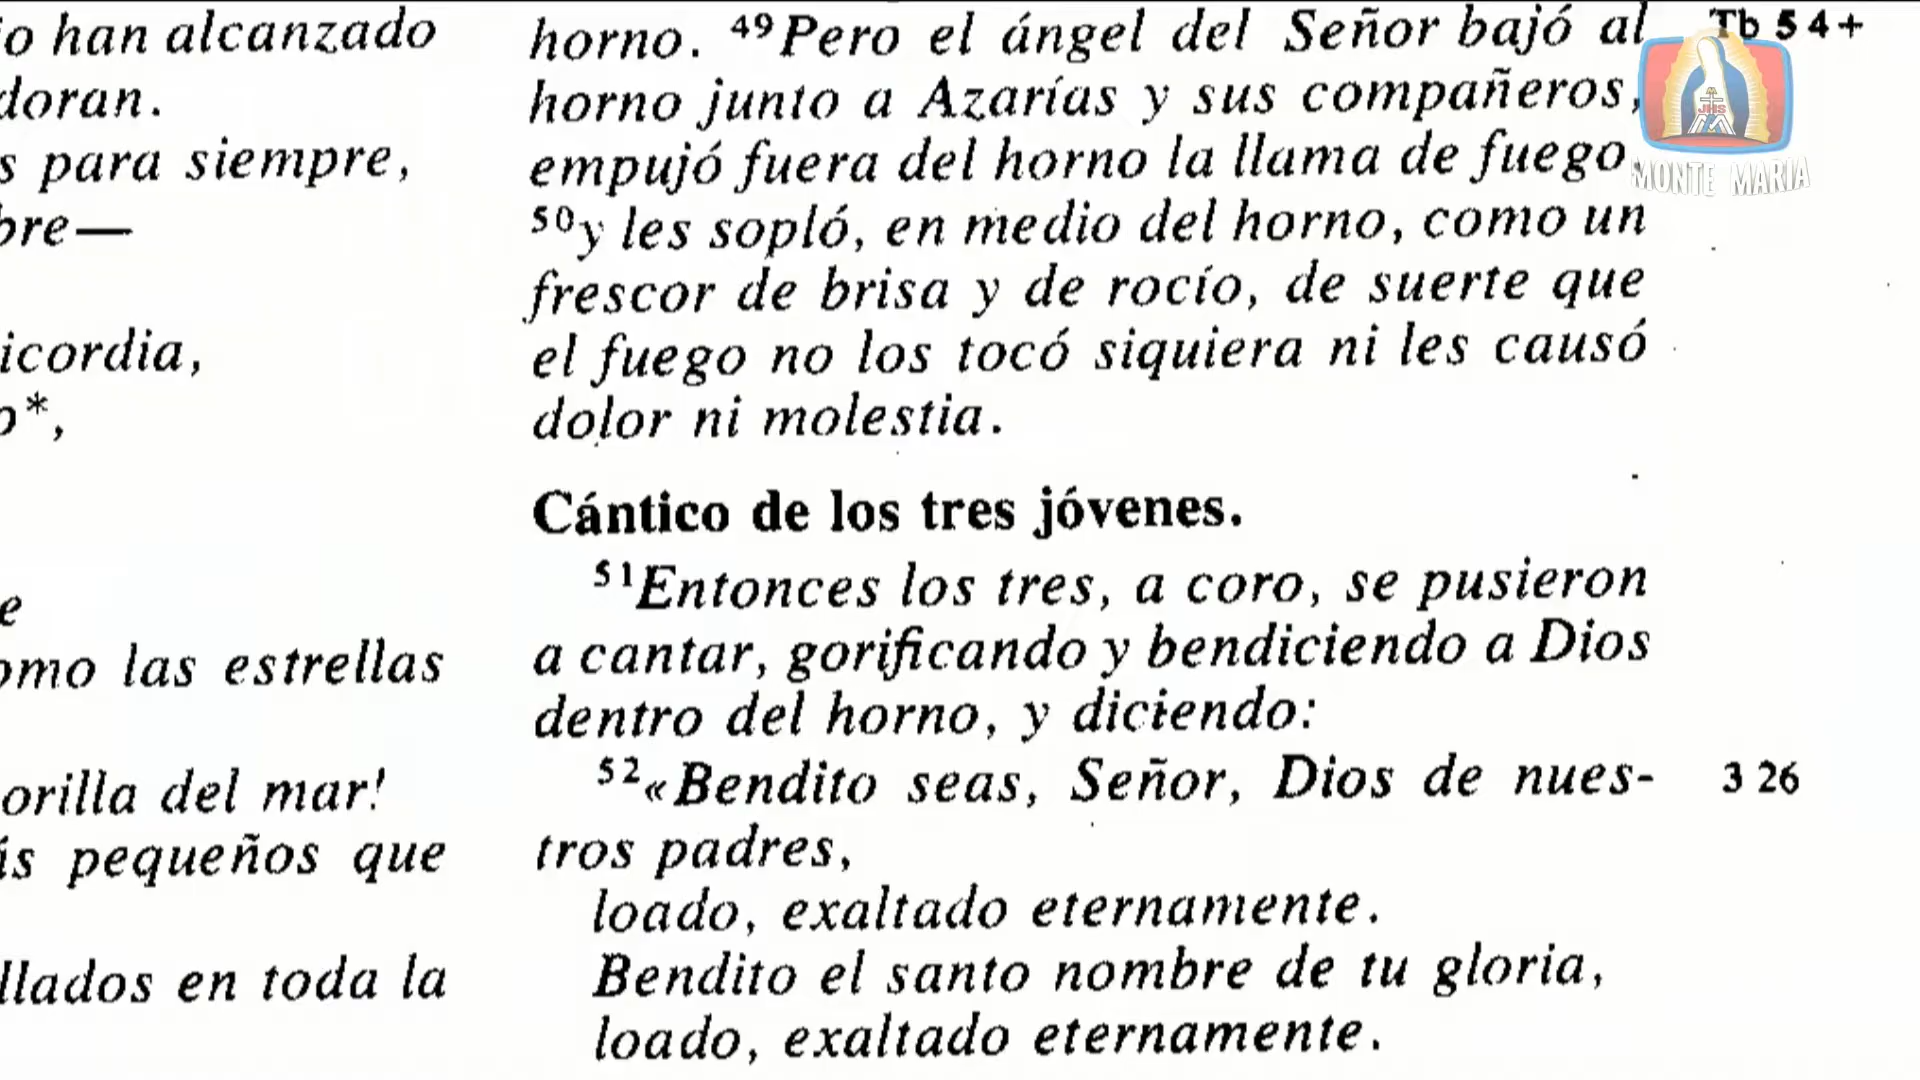 o han alcanzado
doran.
s para siempre,
bre—
icordia,
o*,
e
omo las estrellas
orilla del mar!
ás pequeños que
llados en toda la
horno. 49Pero el ángel del Señor bajó al
horno junto a Azarías y sus compañeros,
empujó fuera del horno la llama de fuego,
50y les sopló, en medio del horno, como un
frescor de brisa y de rocío, de suerte que
el fuego no los tocó siquiera ni les causó
dolor ni molestia.
Cántico de los tres jóvenes.
51Entonces los tres, a coro, se pusieron
a cantar, gorificando y bendiciendo a Dios
dentro del horno, y diciendo:
52«Bendito seas, Señor, Dios de nues-
tros padres,
loado, exaltado eternamente.
Bendito el santo nombre de tu gloria,
loado, exaltado eternamente.
Tb 5 4+
3 26
JHS
MONTE MARIA